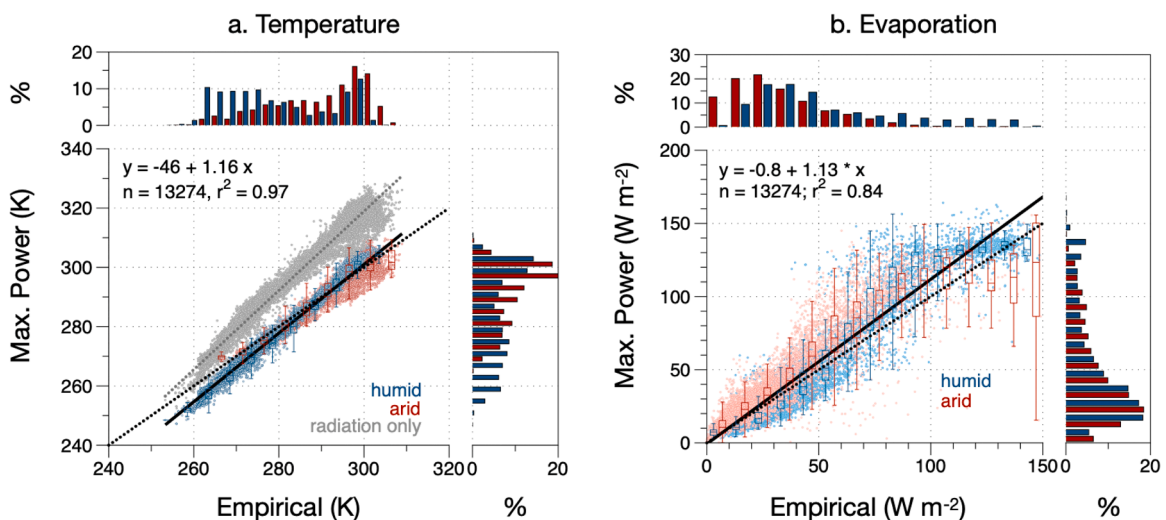 a. Temperature
%
20
10
0
Max. Power (K)
340
320
300
280
260
240
y = -46 + 1.16 x
n = 13274, r² = 0.97
humid
arid
radiation only
240
260
280
300
320
0
20
Empirical (K)
%
b. Evaporation
%
30
20
10
0
Max. Power (W m-2)
200
150
100
50
0
y = -0.8 + 1.13 * x
n = 13274; r² = 0.84
humid
arid
0
50
100
150
0
20
Empirical (W m-2)
%